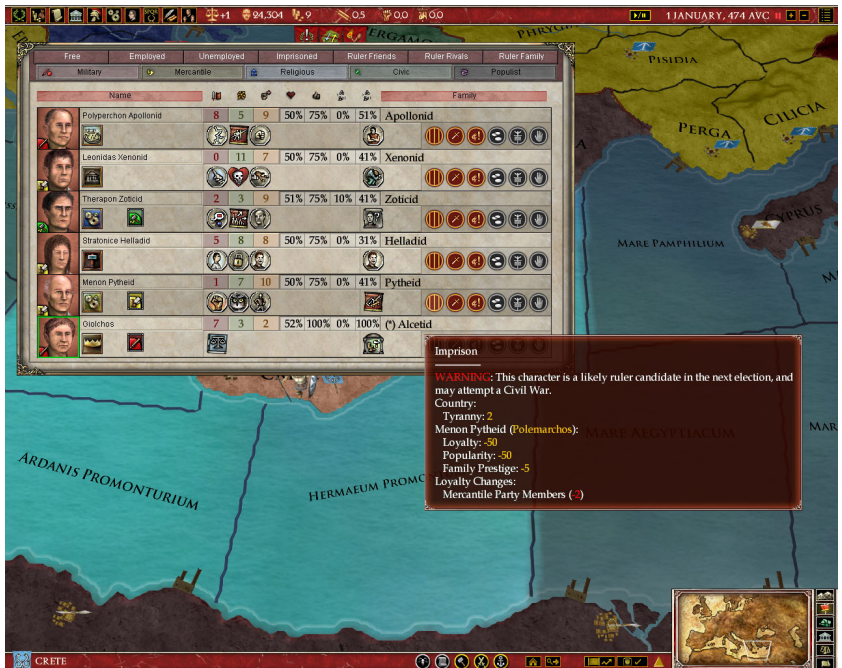 +1 24,304 9 0.5 0.0 0.0 1 JANUARY, 474 AVC
PERGAMO
PHRYG
PISIDIA
CILICIA
PERGA
CYPRUS
MARE PAMPHILIUM
Free Employed Unemployed Imprisoned Ruler Friends Ruler Rivals Ruler Family
Military Mercantile Religious Civic Populist
Name Family
Polyperchon Apollonid 8 5 9 50% 75% 0% 51% Apollonid
Leonidas Xenonid 0 11 7 50% 75% 0% 41% Xenonid
Therapon Zoticid 2 3 9 51% 75% 10% 41% Zoticid
Stratonice Helladid 5 8 8 50% 75% 0% 31% Helladid
Menon Pytheid 1 7 10 50% 75% 0% 41% Pytheid
Giolchos 7 3 2 52% 100% 0% 100% (*) Alcetid
Imprison
WARNING: This character is a likely ruler candidate in the next election, and
may attempt a Civil War.
Country:
Tyranny: 2
Menon Pytheid (Polemarchos):
Loyalty: -50
Popularity: -50
Family Prestige: -5
Loyalty Changes:
Mercantile Party Members (-2)
MARE AEGYPTIACUM
MAR
ARDANIS PROMONTURIUM
HERMAEUM PROMO
CRETE